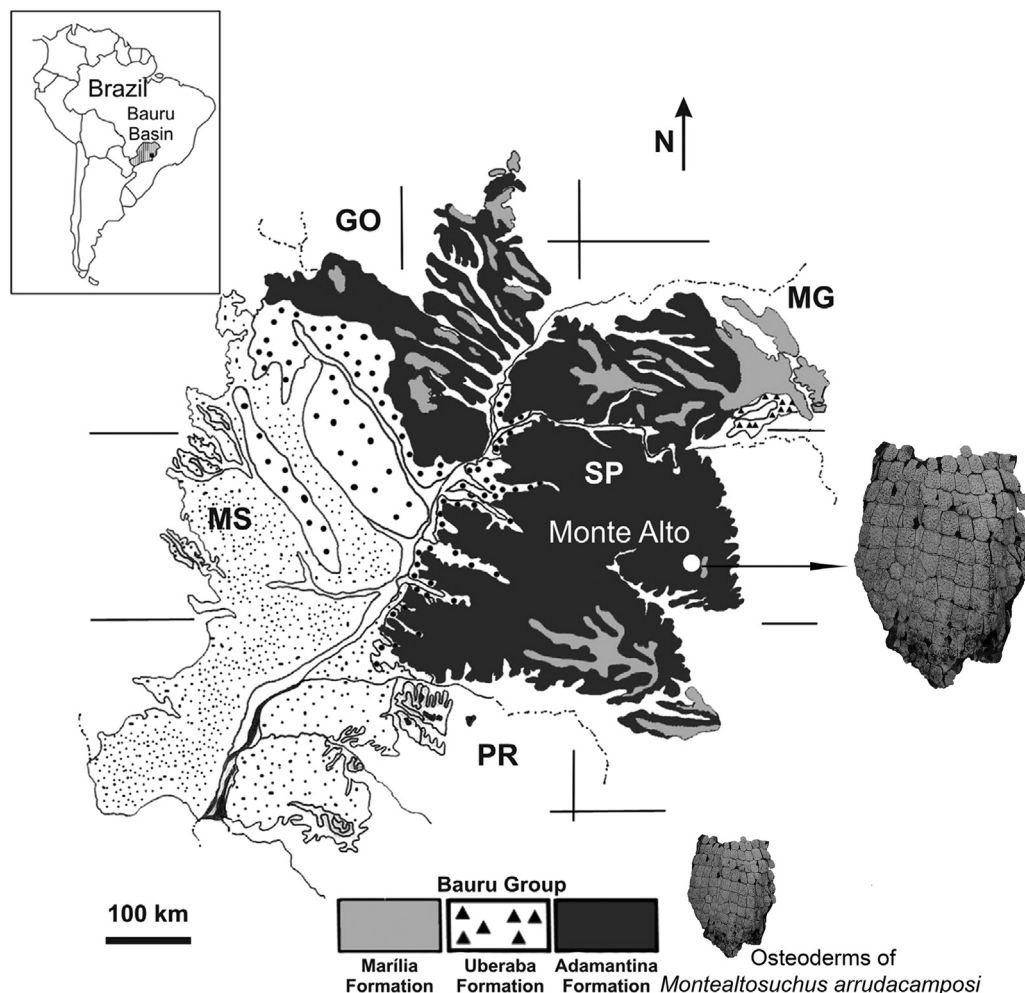 Brazil
Bauru
Basin
N
GO
MG
SP
MS
Monte Alto
PR
100 km
Bauru Group
Marília
Formation
Uberaba
Formation
Adamantina
Formation
Osteoderms of
Montealtosuchus arrudacamposi